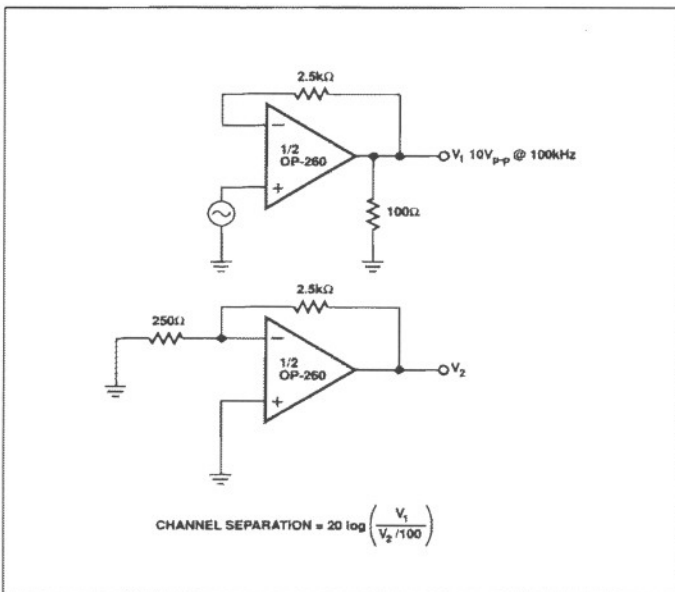 2.5kΩ
−
1/2
OP-260
+
V1 10Vp-p @ 100kHz
100Ω
2.5kΩ
250Ω
−
1/2
OP-260
+
V2
CHANNEL SEPARATION = 20 log ( V1 / V2 /100 )